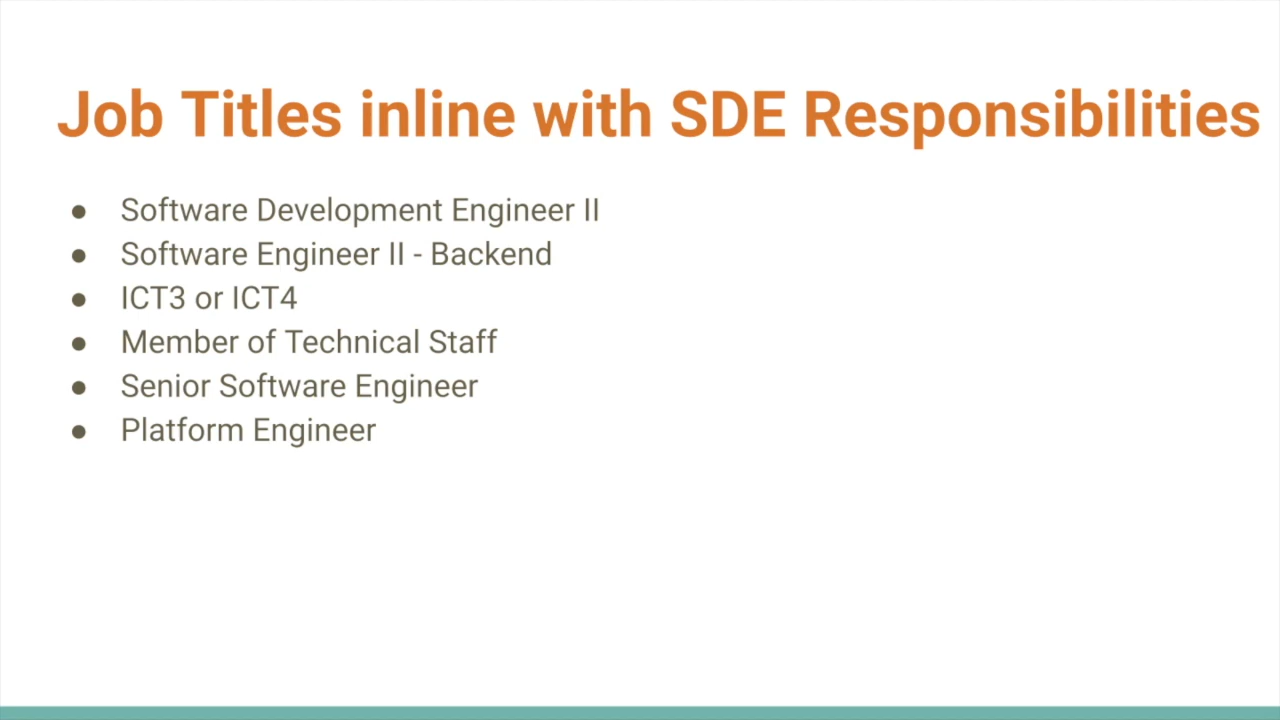 Job Titles inline with SDE Responsibilities
● Software Development Engineer II
● Software Engineer II - Backend
● ICT3 or ICT4
● Member of Technical Staff
● Senior Software Engineer
● Platform Engineer